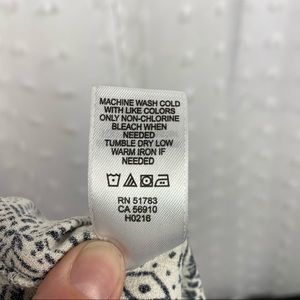 MACHINE WASH COLD
WITH LIKE COLORS
ONLY NON-CHLORINE
BLEACH WHEN
NEEDED
TUMBLE DRY LOW
WARM IRON IF
NEEDED
RN 51783
CA 56910
H0216